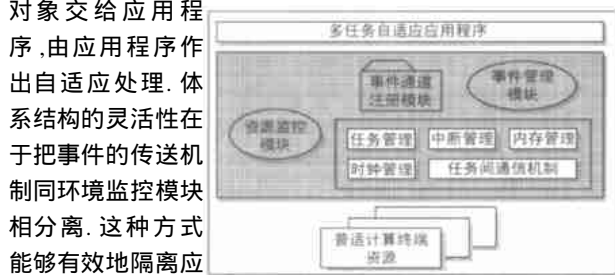 对象交给应用程
序,由应用程序作
出自适应处理. 体
系结构的灵活性在
于把事件的传送机
制同环境监控模块
相分离. 这种方式
能够有效地隔离应
多任务自适应应用程序
事件通道
注册模块
事件管理
模块
资源监控
模块
任务管理 中断管理 内存管理
时钟管理 任务间通信机制
普适计算终端
资源